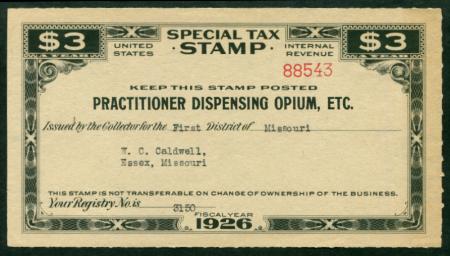 $3 SPECIAL TAX $3
A YEAR UNITED STATES STAMP INTERNAL REVENUE A YEAR
88543
KEEP THIS STAMP POSTED
PRACTITIONER DISPENSING OPIUM, ETC.
Issued by the Collector for the First District of Missouri
W. C. Caldwell,
Essex, Missouri
THIS STAMP IS NOT TRANSFERABLE ON CHANGE OF OWNERSHIP OF THE BUSINESS.
Your Registry No. is 3150
FISCAL YEAR
1926